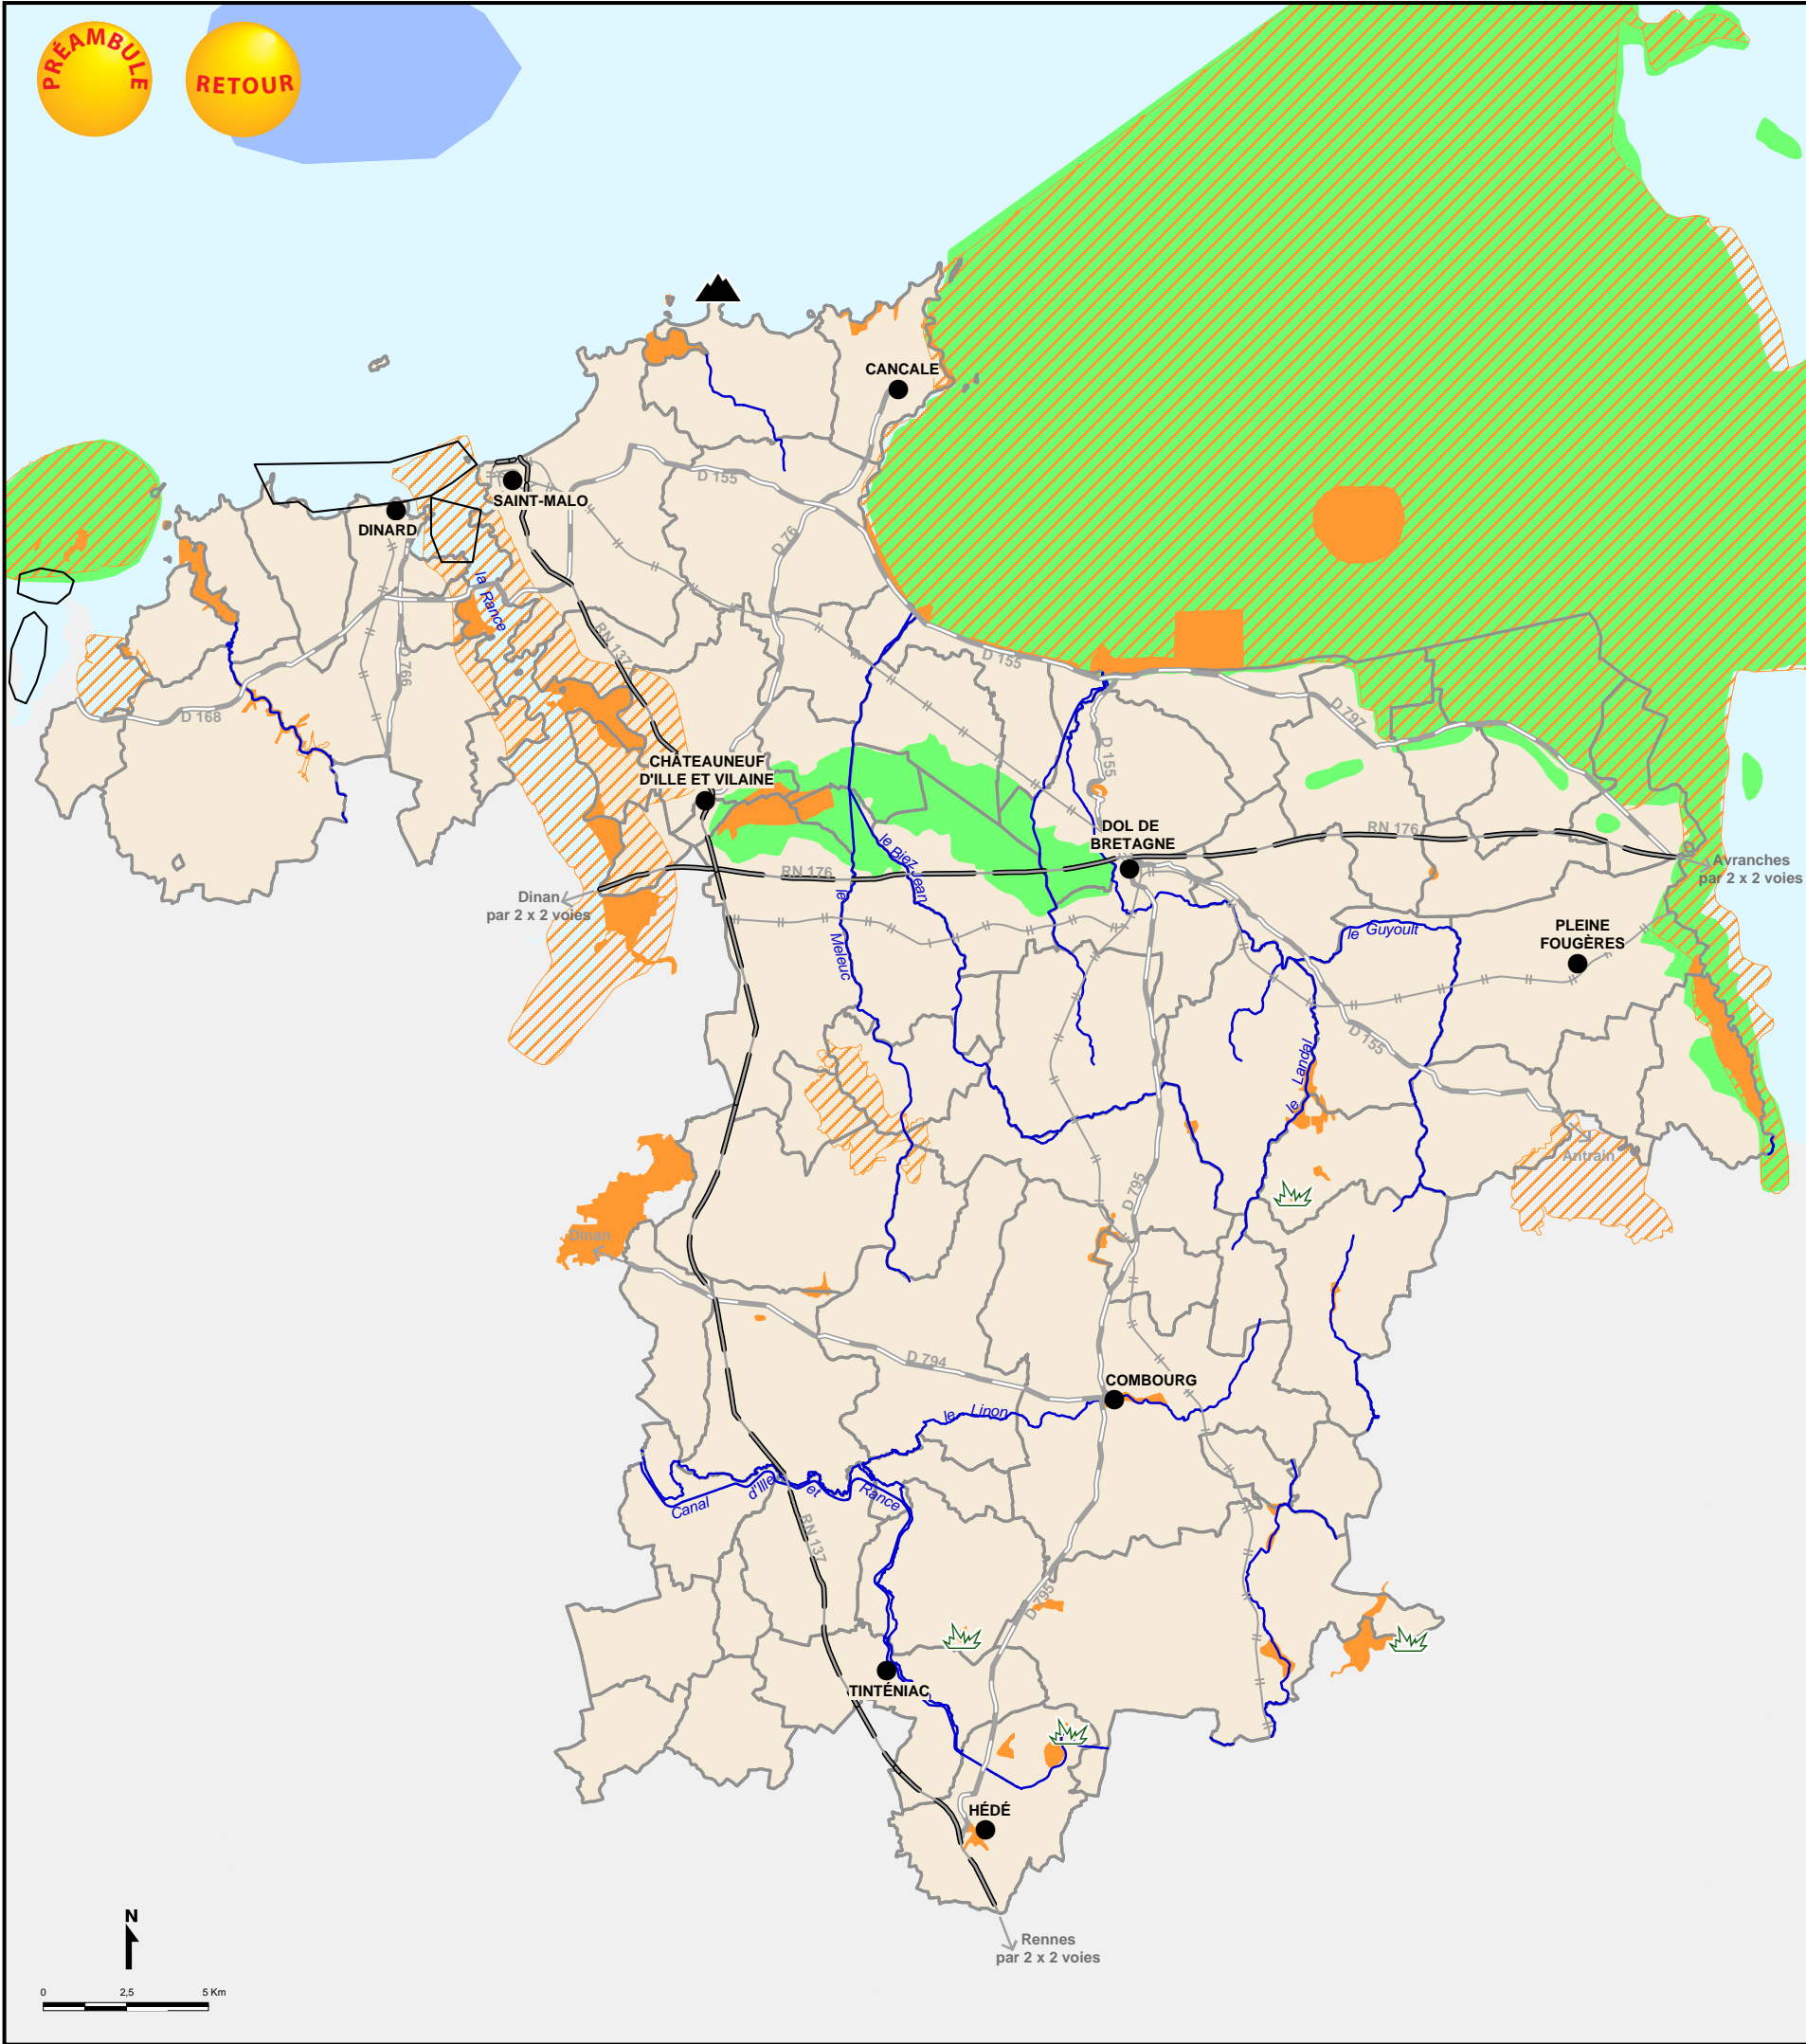 PRÉAMBULE
RETOUR
CANCALE
D 155
SAINT-MALO
DINARD
D 76
la Rance
RN 137
D 155
D 766
D 168
D 797
D 155
CHÂTEAUNEUF
D'ILLE ET VILAINE
DOL DE
BRETAGNE
RN 176
le Biez Jean
RN 176
Avranches
par 2 x 2 voies
Dinan
par 2 x 2 voies
le Meleuc
le Guyoult
PLEINE
FOUGÈRES
D 155
le Landal
Antrain
D 795
Dinan
D 794
COMBOURG
le Linon
Canal d'Ille et Rance
RN 137
D 795
TINTÉNIAC
HÉDÉ
Rennes
par 2 x 2 voies
N
0 2,5 5 Km